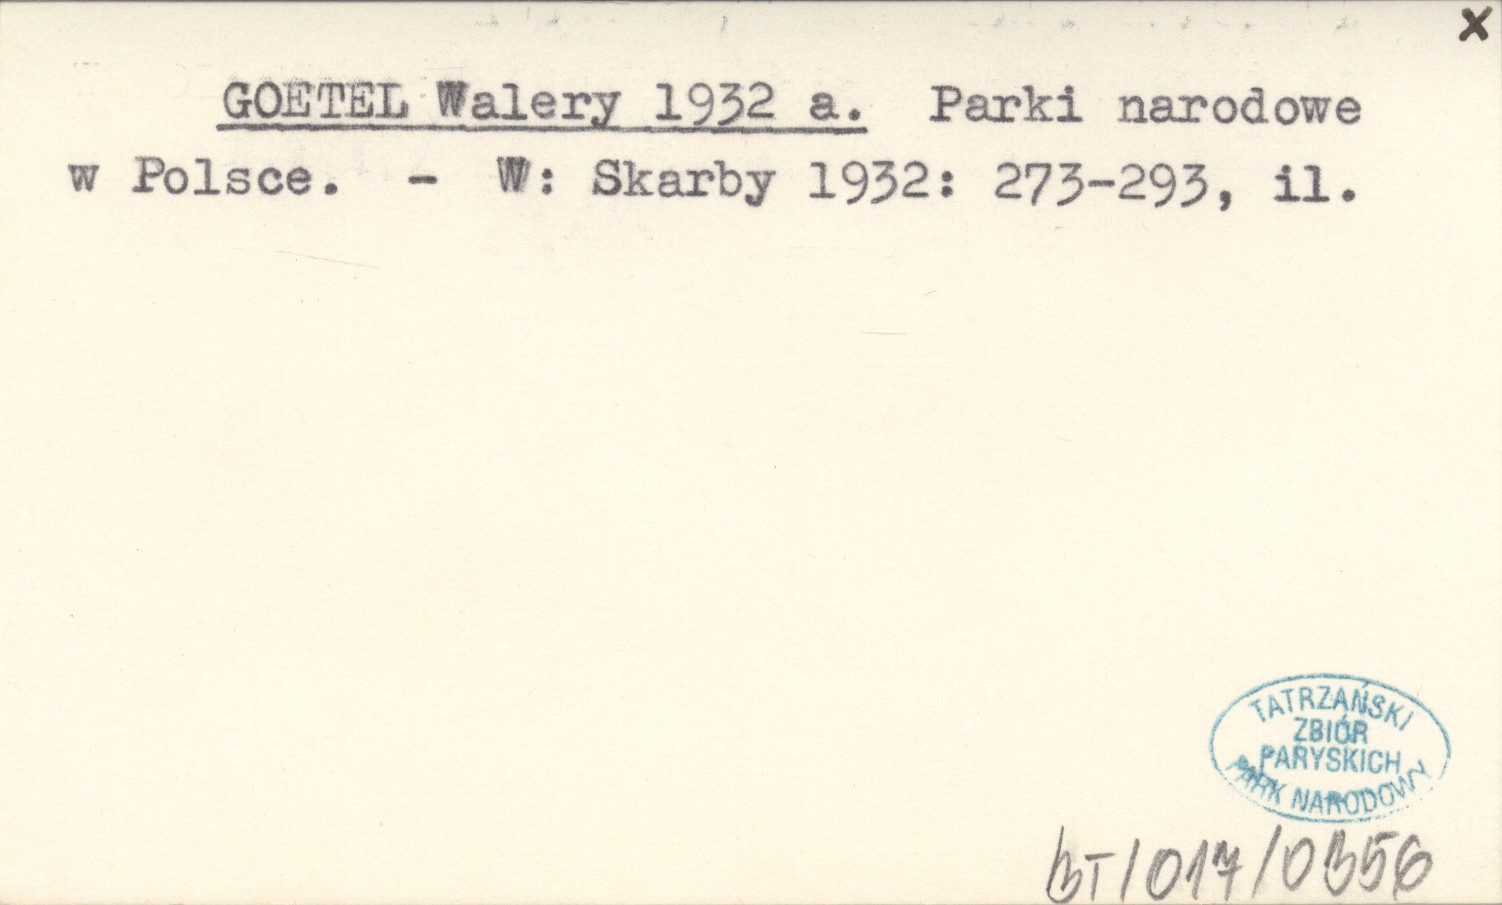 x
GOETEL Walery 1932 a. Parki narodowe
w Polsce. - W: Skarby 1932: 273-293, il.
TATRZAŃSKI
ZBIÓR
PARYSKICH
PARK NARODOWY
BT/017/0356